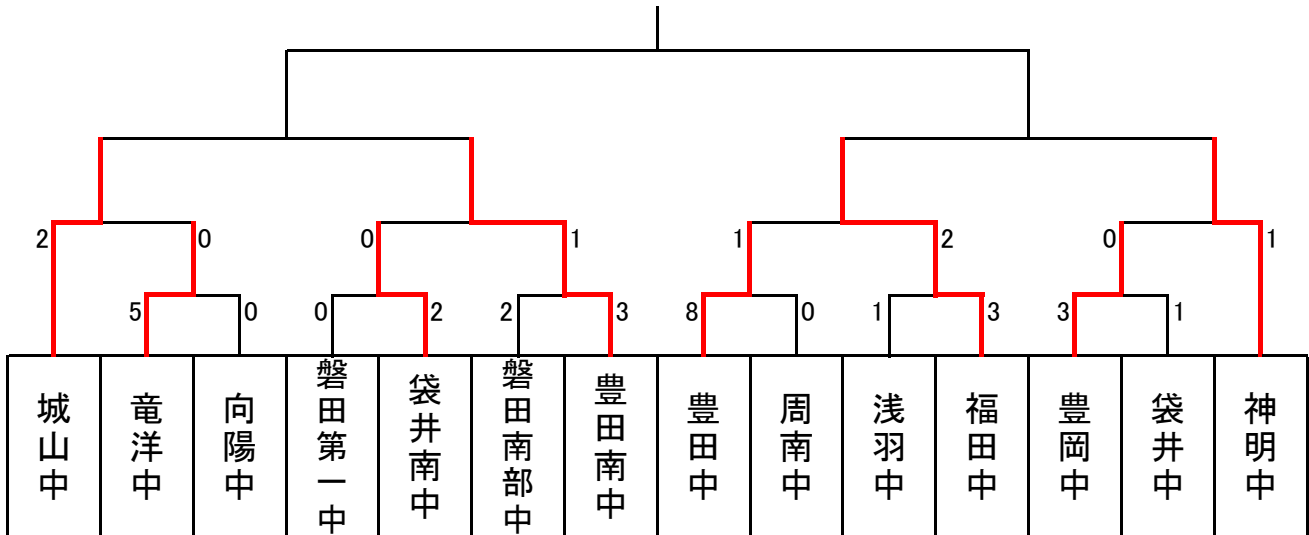 2 0 0 1 1 2 0 1
5 0 0 2 2 3 8 0 1 3 3 1
城山中
竜洋中
向陽中
磐田第一中
袋井南中
磐田南部中
豊田南中
豊田中
周南中
浅羽中
福田中
豊岡中
袋井中
神明中